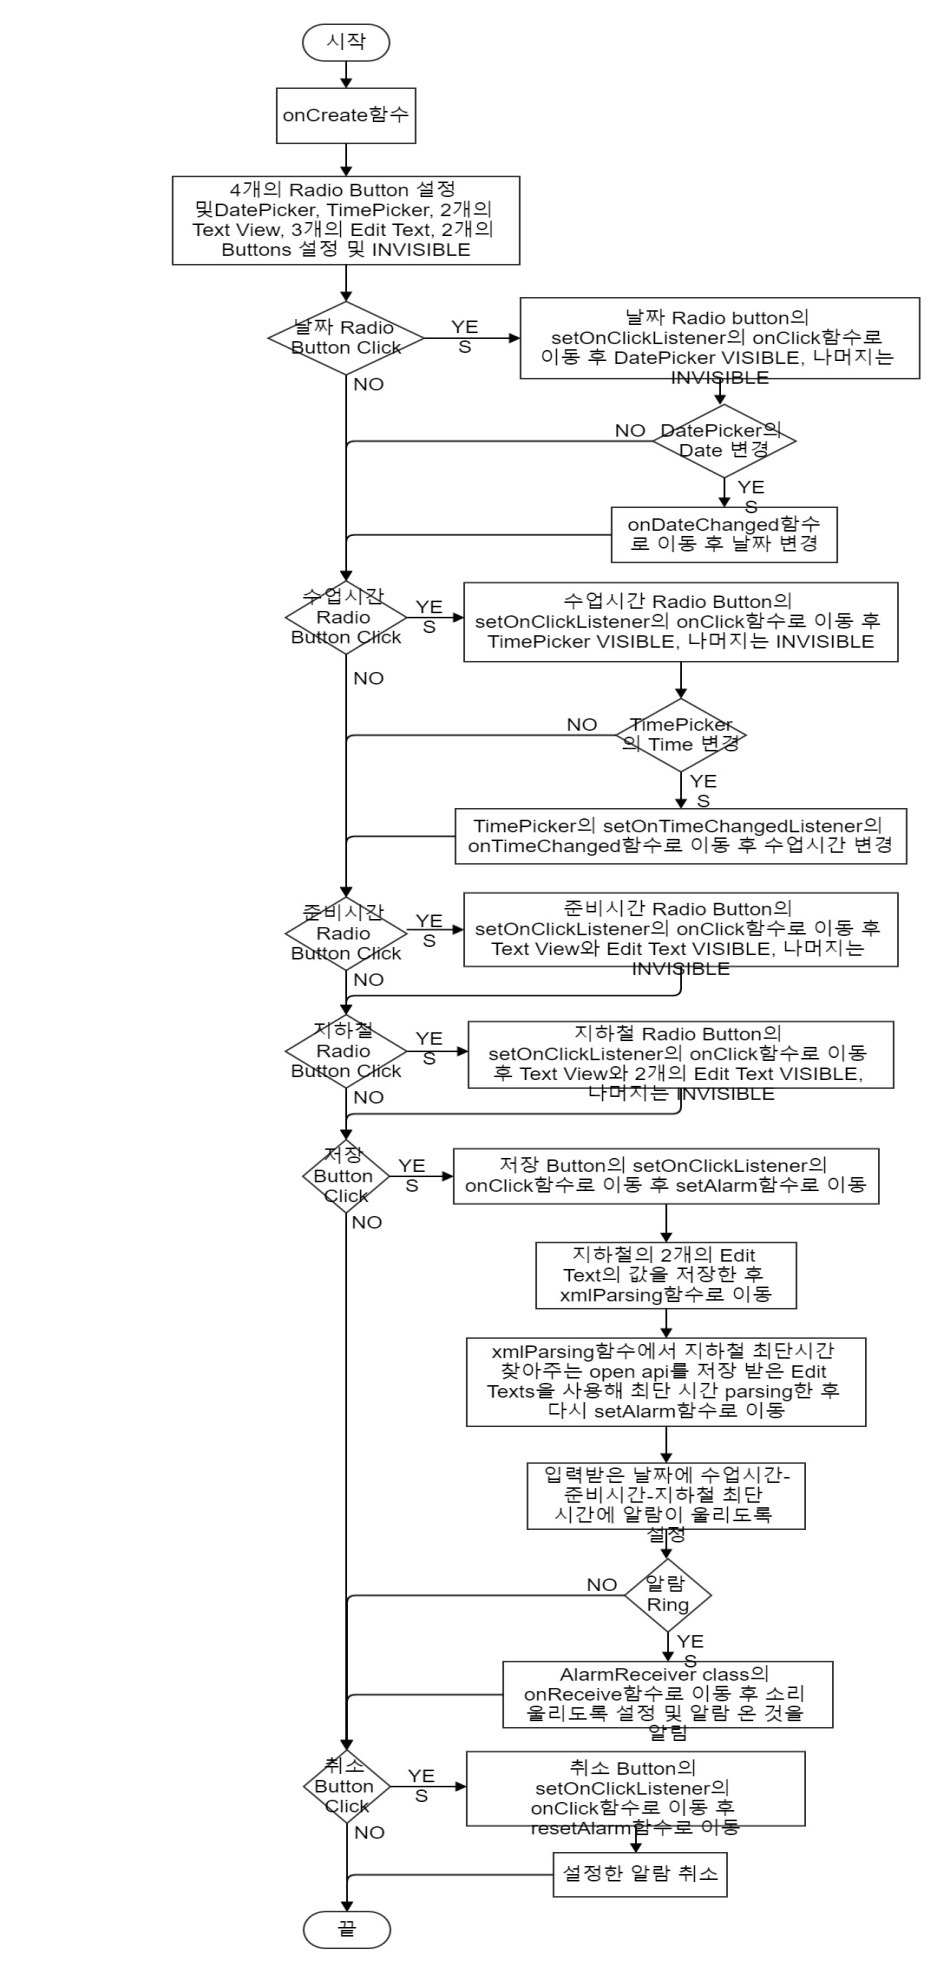 시작
onCreate함수
4개의 Radio Button 설정
및DatePicker, TimePicker, 2개의
Text View, 3개의 Edit Text, 2개의
Buttons 설정 및 INVISIBLE
날짜 Radio
Button Click
YE
S
NO
날짜 Radio button의
setOnClickListener의 onClick함수로
이동 후 DatePicker VISIBLE, 나머지는
INVISIBLE
NO
DatePicker의
Date 변경
YE
S
onDateChanged함수
로 이동 후 날짜 변경
수업시간
Radio
Button Click
YE
S
NO
수업시간 Radio Button의
setOnClickListener의 onClick함수로 이동 후
TimePicker VISIBLE, 나머지는 INVISIBLE
NO
TimePicker
의 Time 변경
YE
S
TimePicker의 setOnTimeChangedListener의
onTimeChanged함수로 이동 후 수업시간 변경
준비시간
Radio
Button Click
YE
S
NO
준비시간 Radio Button의
setOnClickListener의 onClick함수로 이동 후
Text View와 Edit Text VISIBLE, 나머지는
INVISIBLE
지하철
Radio
Button Click
YE
S
NO
지하철 Radio Button의
setOnClickListener의 onClick함수로 이동
후 Text View와 2개의 Edit Text VISIBLE,
나머지는 INVISIBLE
저장
Button
Click
YE
S
NO
저장 Button의 setOnClickListener의
onClick함수로 이동 후 setAlarm함수로 이동
지하철의 2개의 Edit
Text의 값을 저장한 후
xmlParsing함수로 이동
xmlParsing함수에서 지하철 최단시간
찾아주는 open api를 저장 받은 Edit
Texts을 사용해 최단 시간 parsing한 후
다시 setAlarm함수로 이동
입력받은 날짜에 수업시간-
준비시간-지하철 최단
시간에 알람이 울리도록
설정
NO
알람
Ring
YE
S
AlarmReceiver class의
onReceive함수로 이동 후 소리
울리도록 설정 및 알람 온 것을
알림
취소
Button
Click
YE
S
NO
취소 Button의
setOnClickListener의
onClick함수로 이동 후
resetAlarm함수로 이동
설정한 알람 취소
끝